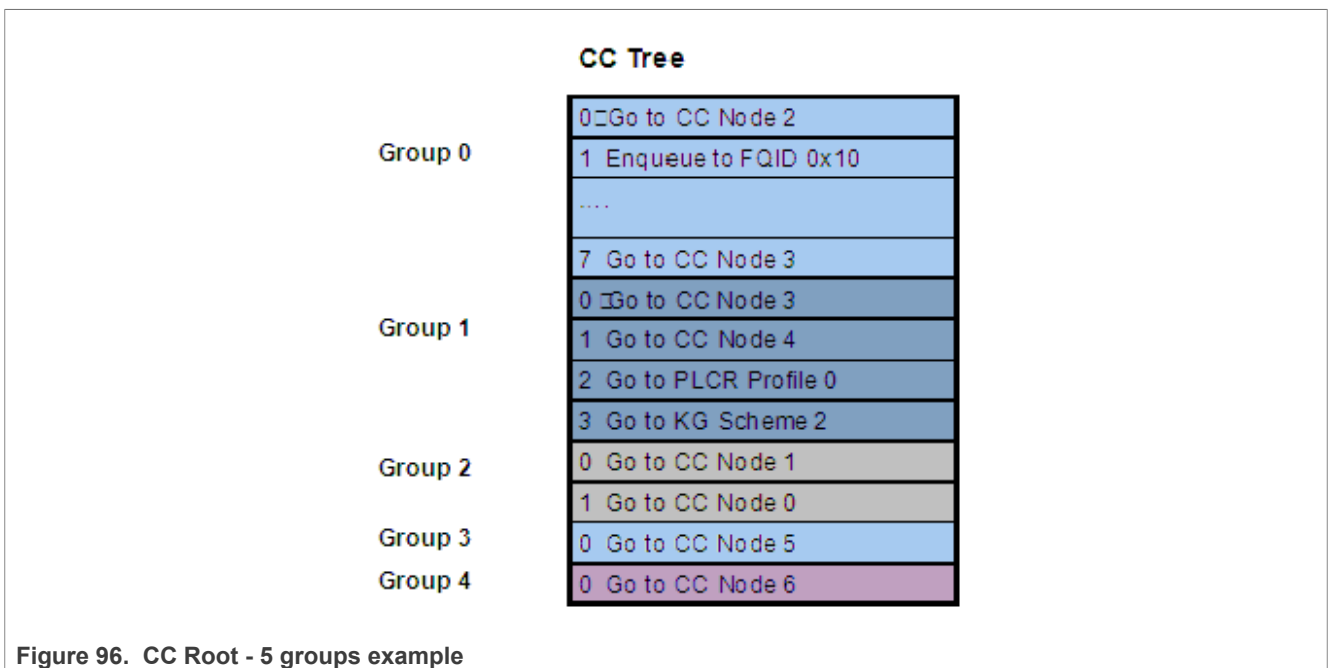 CC Tree
Group 0
0 Go to CC Node 2
1 Enqueue to FQID 0x10
....
7 Go to CC Node 3
Group 1
0 Go to CC Node 3
1 Go to CC Node 4
2 Go to PLCR Profile 0
3 Go to KG Scheme 2
Group 2
0 Go to CC Node 1
1 Go to CC Node 0
Group 3
0 Go to CC Node 5
Group 4
0 Go to CC Node 6
Figure 96. CC Root - 5 groups example